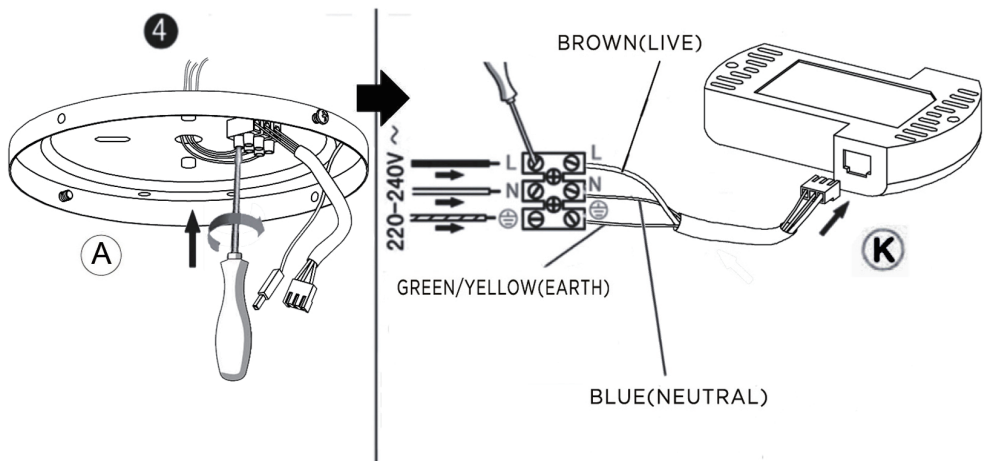 4
A
BROWN(LIVE)
220-240V ~
L
L
N
N
GREEN/YELLOW(EARTH)
BLUE(NEUTRAL)
K